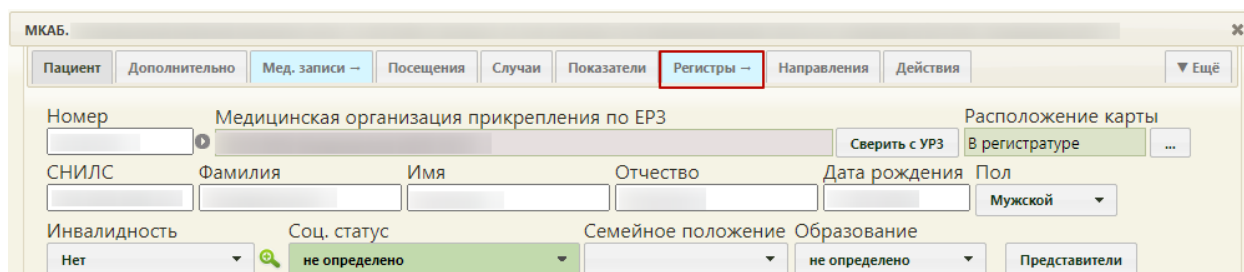 МКАБ.
Пациент Дополнительно Мед. записи → Посещения Случаи Показатели Регистры → Направления Действия ▼ Ещё
Номер Медицинская организация прикрепления по ЕРЗ Расположение карты
Сверить с УРЗ В регистратуре ...
СНИЛС Фамилия Имя Отчество Дата рождения Пол
Мужской
Инвалидность Соц. статус Семейное положение Образование
Нет не определено не определено Представители